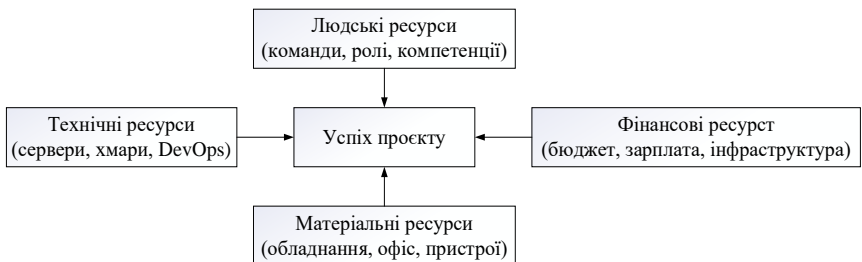 Людські ресурси
(команди, ролі, компетенції)
Технічні ресурси
(сервери, хмари, DevOps)
Успіх проєкту
Фінансові ресурст
(бюджет, зарплата, інфраструктура)
Матеріальні ресурси
(обладнання, офіс, пристрої)